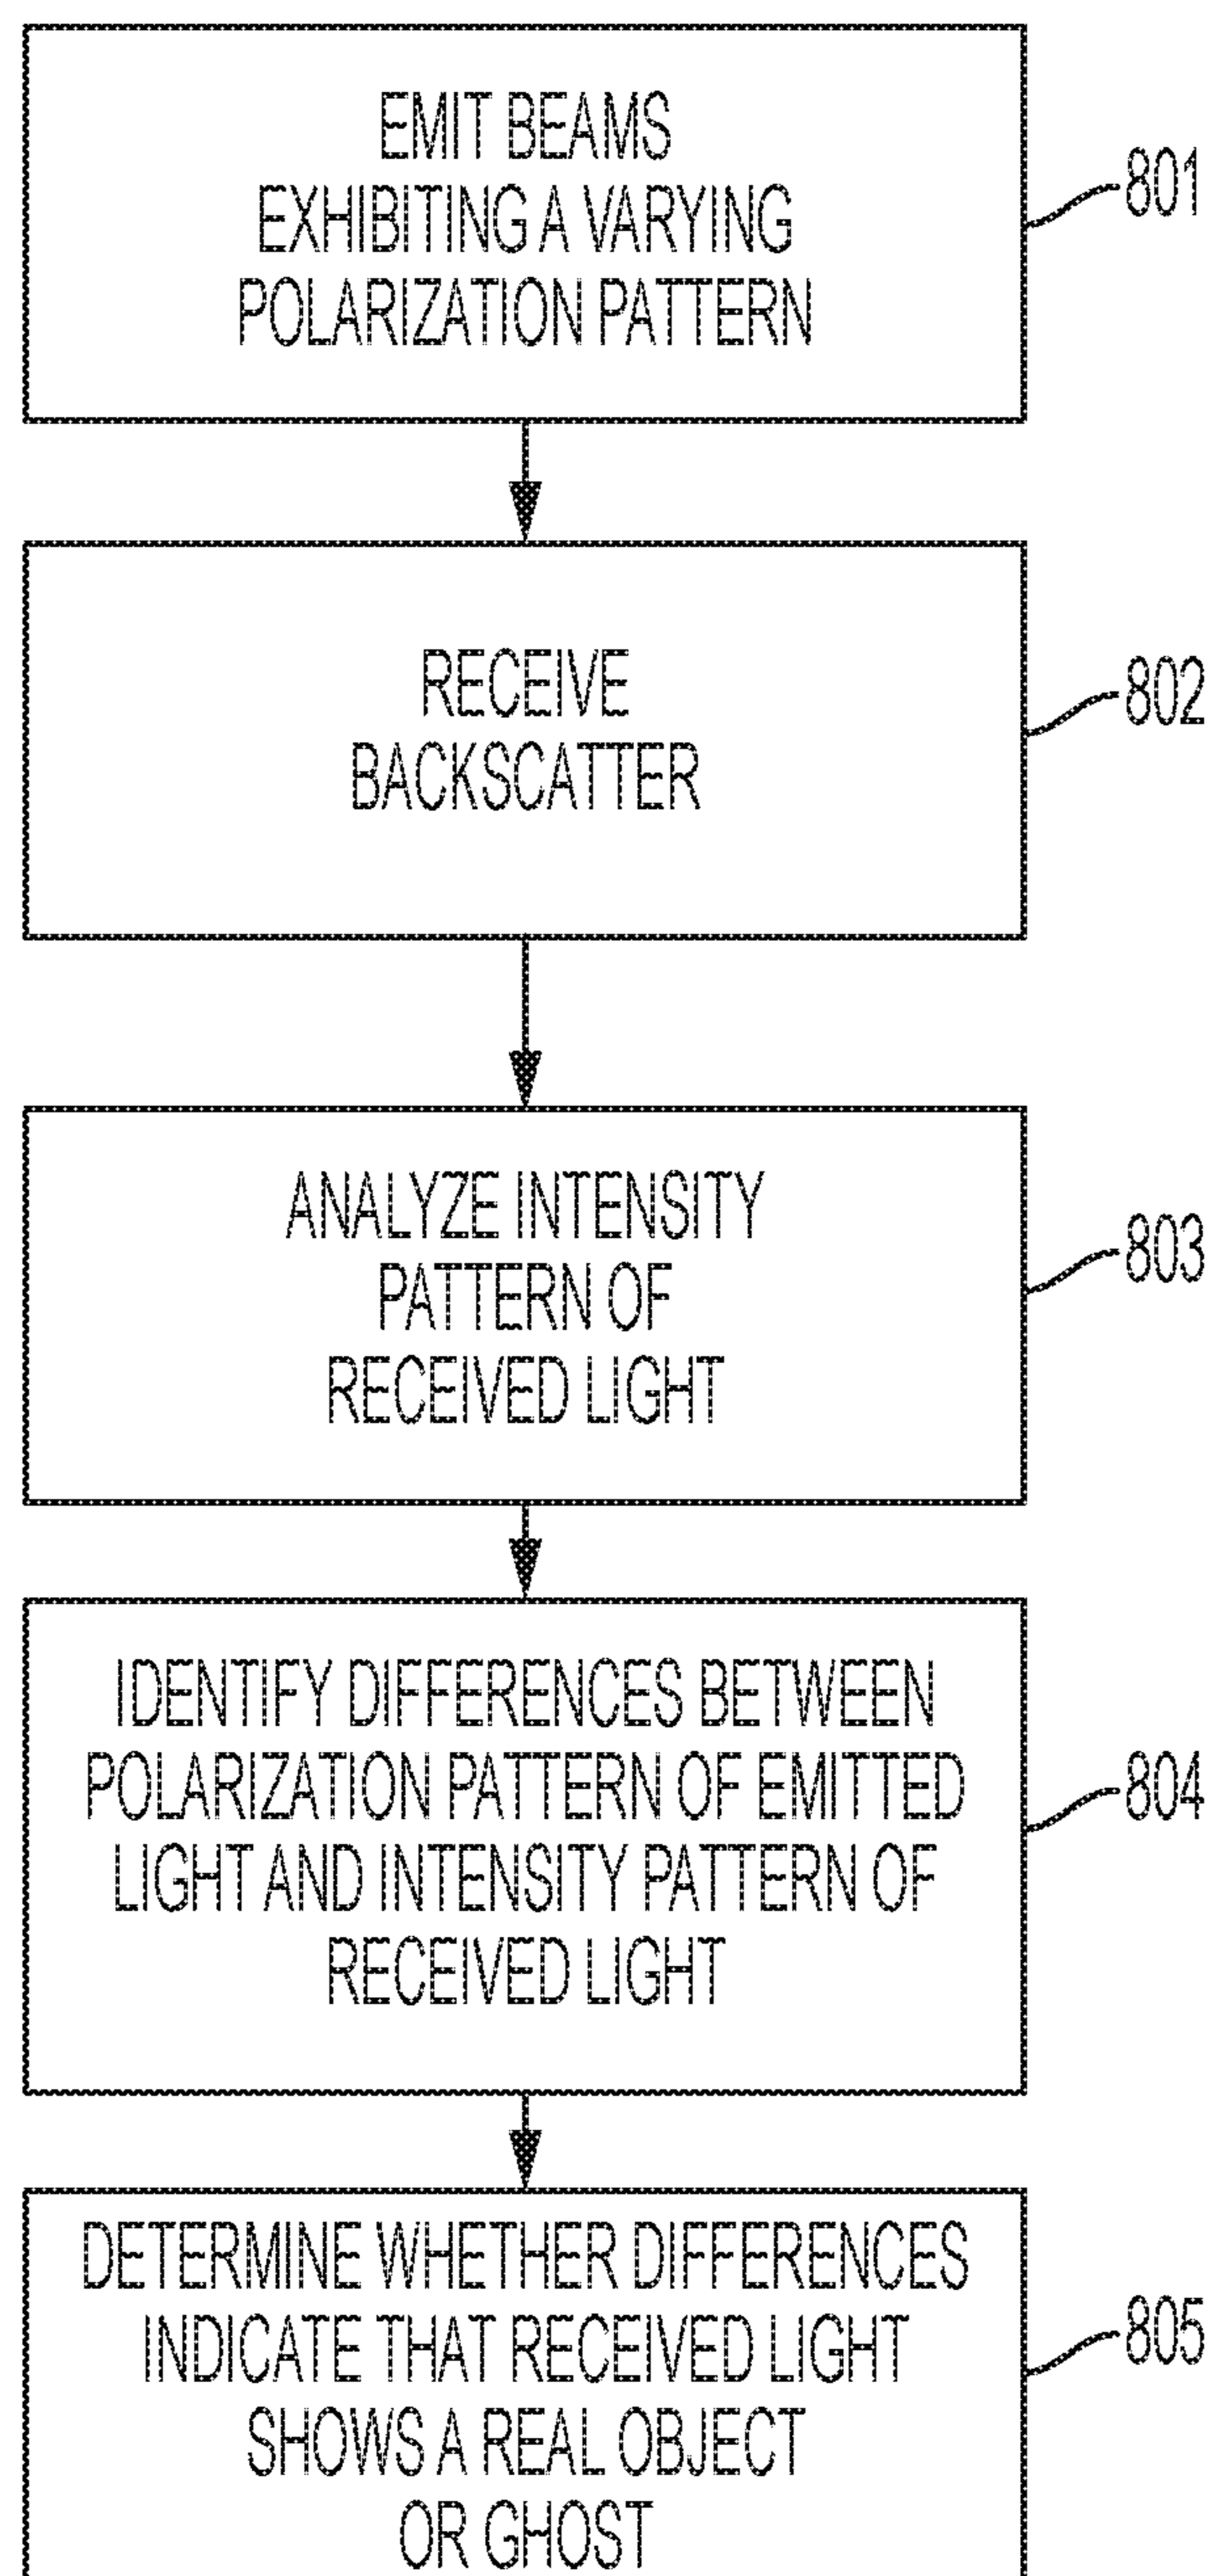 EMIT BEAMS
EXHIBITING A VARYING
POLARIZATION PATTERN
801
RECEIVE
BACKSCATTER
802
ANALYZE INTENSITY
PATTERN OF
RECEIVED LIGHT
803
IDENTIFY DIFFERENCES BETWEEN
POLARIZATION PATTERN OF EMITTED
LIGHT AND INTENSITY PATTERN OF
RECEIVED LIGHT
804
DETERMINE WHETHER DIFFERENCES
INDICATE THAT RECEIVED LIGHT
SHOWS A REAL OBJECT
OR GHOST
805